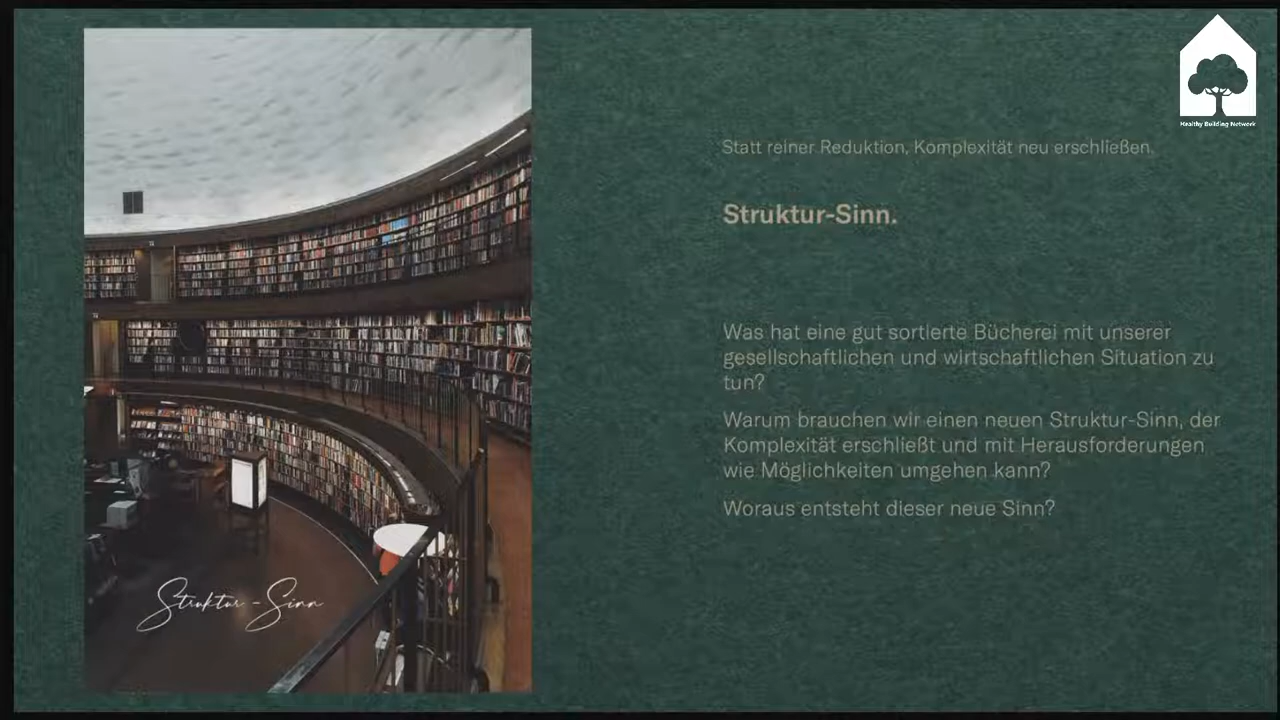 Healthy Building Network
Statt reiner Reduktion, Komplexität neu erschließen.
Struktur-Sinn.
Was hat eine gut sortierte Bücherei mit unserer
gesellschaftlichen und wirtschaftlichen Situation zu
tun?
Warum brauchen wir einen neuen Struktur-Sinn, der
Komplexität erschließt und mit Herausforderungen
wie Möglichkeiten umgehen kann?
Woraus entsteht dieser neue Sinn?
Struktur-Sinn